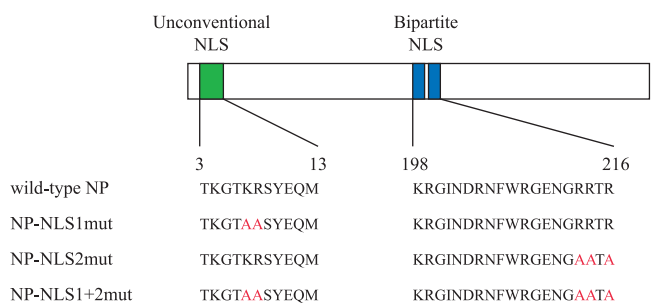 Unconventional Bipartite
NLS NLS
3 13 198 216
wild-type NP TKGTKRSYEQM KRGINDRNFWRGENGRRTR
NP-NLS1mut TKGTAASYEQM KRGINDRNFWRGENGRRTR
NP-NLS2mut TKGTKRSYEQM KRGINDRNFWRGENGAATA
NP-NLS1+2mut TKGTAASYEQM KRGINDRNFWRGENGAATA